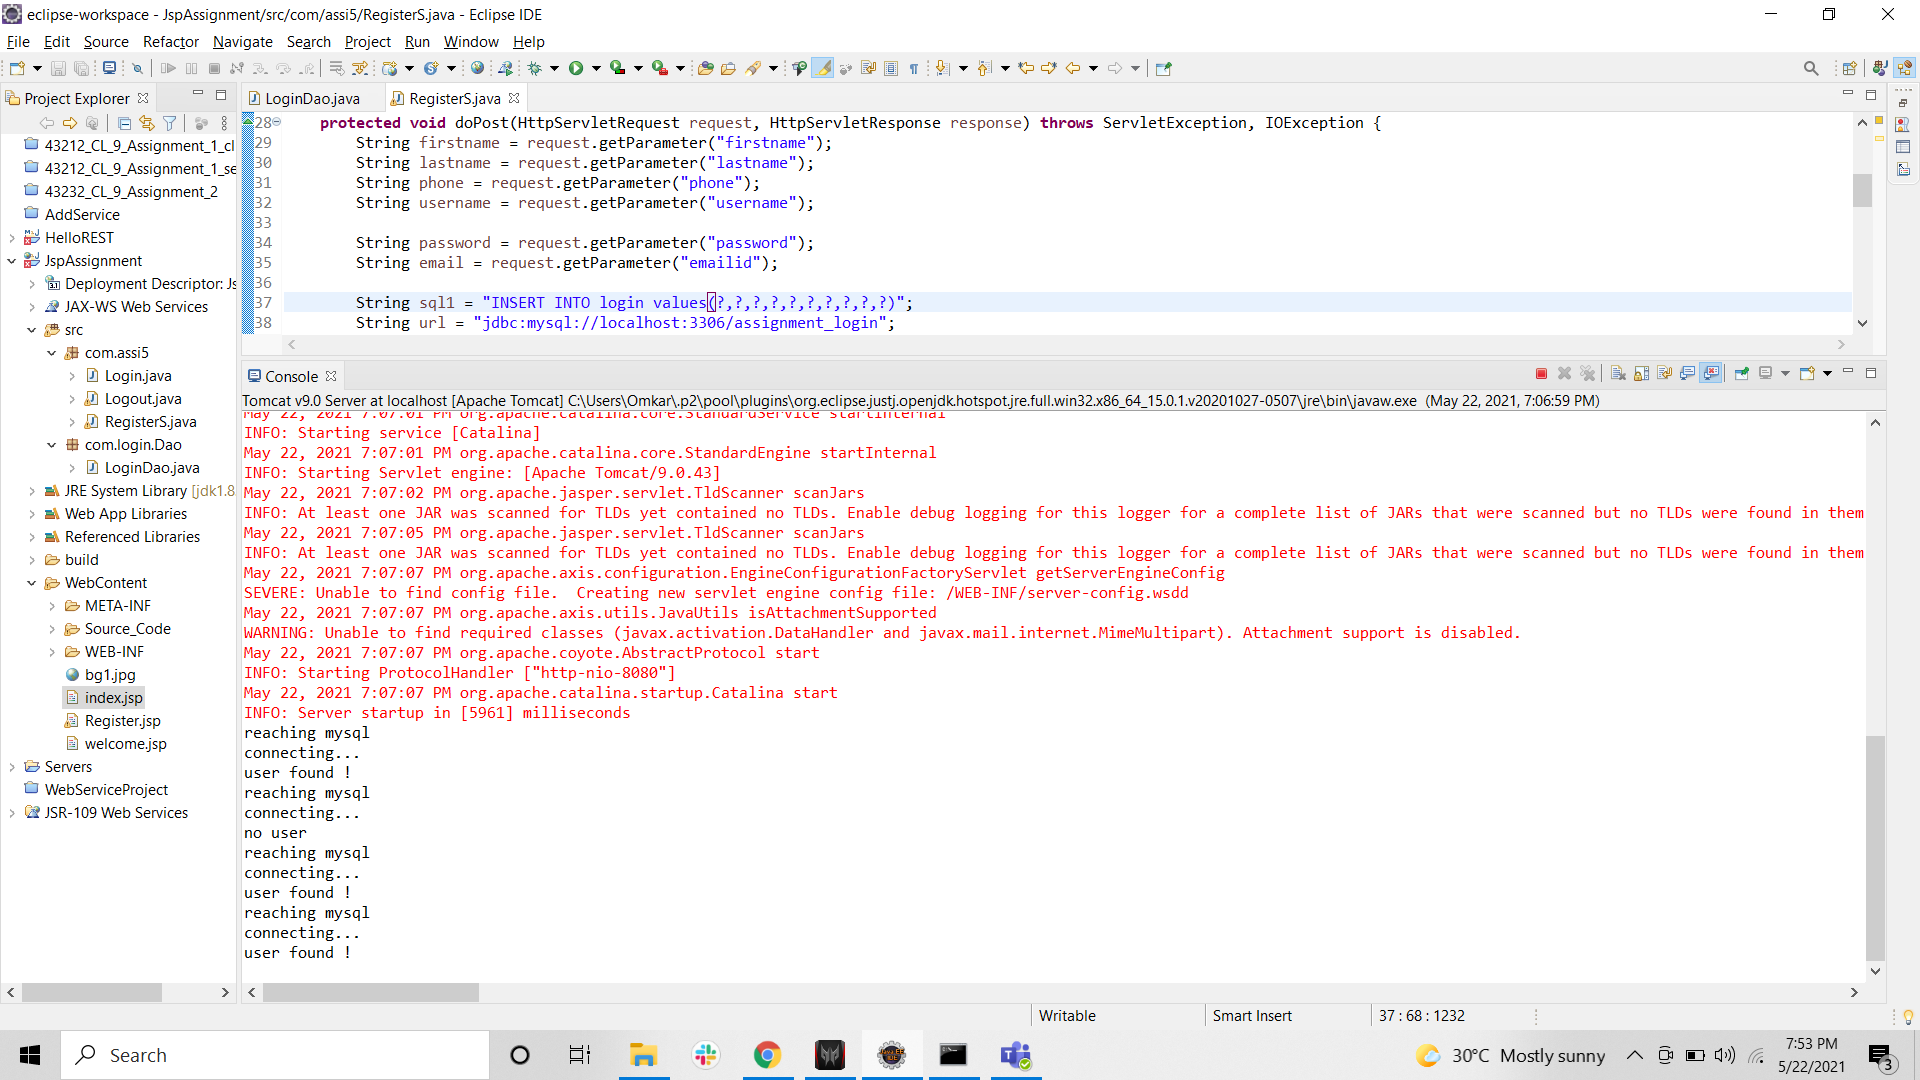 eclipse-workspace - JspAssignment/src/com/assi5/RegisterS.java - Eclipse IDE
File Edit Source Refactor Navigate Search Project Run Window Help
Project Explorer
43212_CL_9_Assignment_1_cl
43212_CL_9_Assignment_1_se
43232_CL_9_Assignment_2
AddService
HelloREST
JspAssignment
Deployment Descriptor: Js
JAX-WS Web Services
src
com.assi5
Login.java
Logout.java
RegisterS.java
com.login.Dao
LoginDao.java
JRE System Library [jdk1.8
Web App Libraries
Referenced Libraries
build
WebContent
META-INF
Source_Code
WEB-INF
bg1.jpg
index.jsp
Register.jsp
welcome.jsp
Servers
WebServiceProject
JSR-109 Web Services
LoginDao.java RegisterS.java
28 protected void doPost(HttpServletRequest request, HttpServletResponse response) throws ServletException, IOException {
29 String firstname = request.getParameter("firstname");
30 String lastname = request.getParameter("lastname");
31 String phone = request.getParameter("phone");
32 String username = request.getParameter("username");
33
34 String password = request.getParameter("password");
35 String email = request.getParameter("emailid");
36
37 String sql1 = "INSERT INTO login values(?,?,?,?,?,?,?,?,?,?)";
38 String url = "jdbc:mysql://localhost:3306/assignment_login";
Console
Tomcat v9.0 Server at localhost [Apache Tomcat] C:\Users\Omkar\.p2\pool\plugins\org.eclipse.justj.openjdk.hotspot.jre.full.win32.x86_64_15.0.1.v20201027-0507\jre\bin\javaw.exe (May 22, 2021, 7:06:59 PM)
May 22, 2021 7:07:01 PM org.apache.catalina.core.StandardService startInternal
INFO: Starting service [Catalina]
May 22, 2021 7:07:01 PM org.apache.catalina.core.StandardEngine startInternal
INFO: Starting Servlet engine: [Apache Tomcat/9.0.43]
May 22, 2021 7:07:02 PM org.apache.jasper.servlet.TldScanner scanJars
INFO: At least one JAR was scanned for TLDs yet contained no TLDs. Enable debug logging for this logger for a complete list of JARs that were scanned but no TLDs were found in them
May 22, 2021 7:07:05 PM org.apache.jasper.servlet.TldScanner scanJars
INFO: At least one JAR was scanned for TLDs yet contained no TLDs. Enable debug logging for this logger for a complete list of JARs that were scanned but no TLDs were found in them
May 22, 2021 7:07:07 PM org.apache.axis.configuration.EngineConfigurationFactoryServlet getServerEngineConfig
SEVERE: Unable to find config file.  Creating new servlet engine config file: /WEB-INF/server-config.wsdd
May 22, 2021 7:07:07 PM org.apache.axis.utils.JavaUtils isAttachmentSupported
WARNING: Unable to find required classes (javax.activation.DataHandler and javax.mail.internet.MimeMultipart). Attachment support is disabled.
May 22, 2021 7:07:07 PM org.apache.coyote.AbstractProtocol start
INFO: Starting ProtocolHandler ["http-nio-8080"]
May 22, 2021 7:07:07 PM org.apache.catalina.startup.Catalina start
INFO: Server startup in [5961] milliseconds
reaching mysql
connecting...
user found !
reaching mysql
connecting...
no user
reaching mysql
connecting...
user found !
reaching mysql
connecting...
user found !
Writable Smart Insert 37 : 68 : 1232
Search
30°C Mostly sunny
7:53 PM
5/22/2021
3